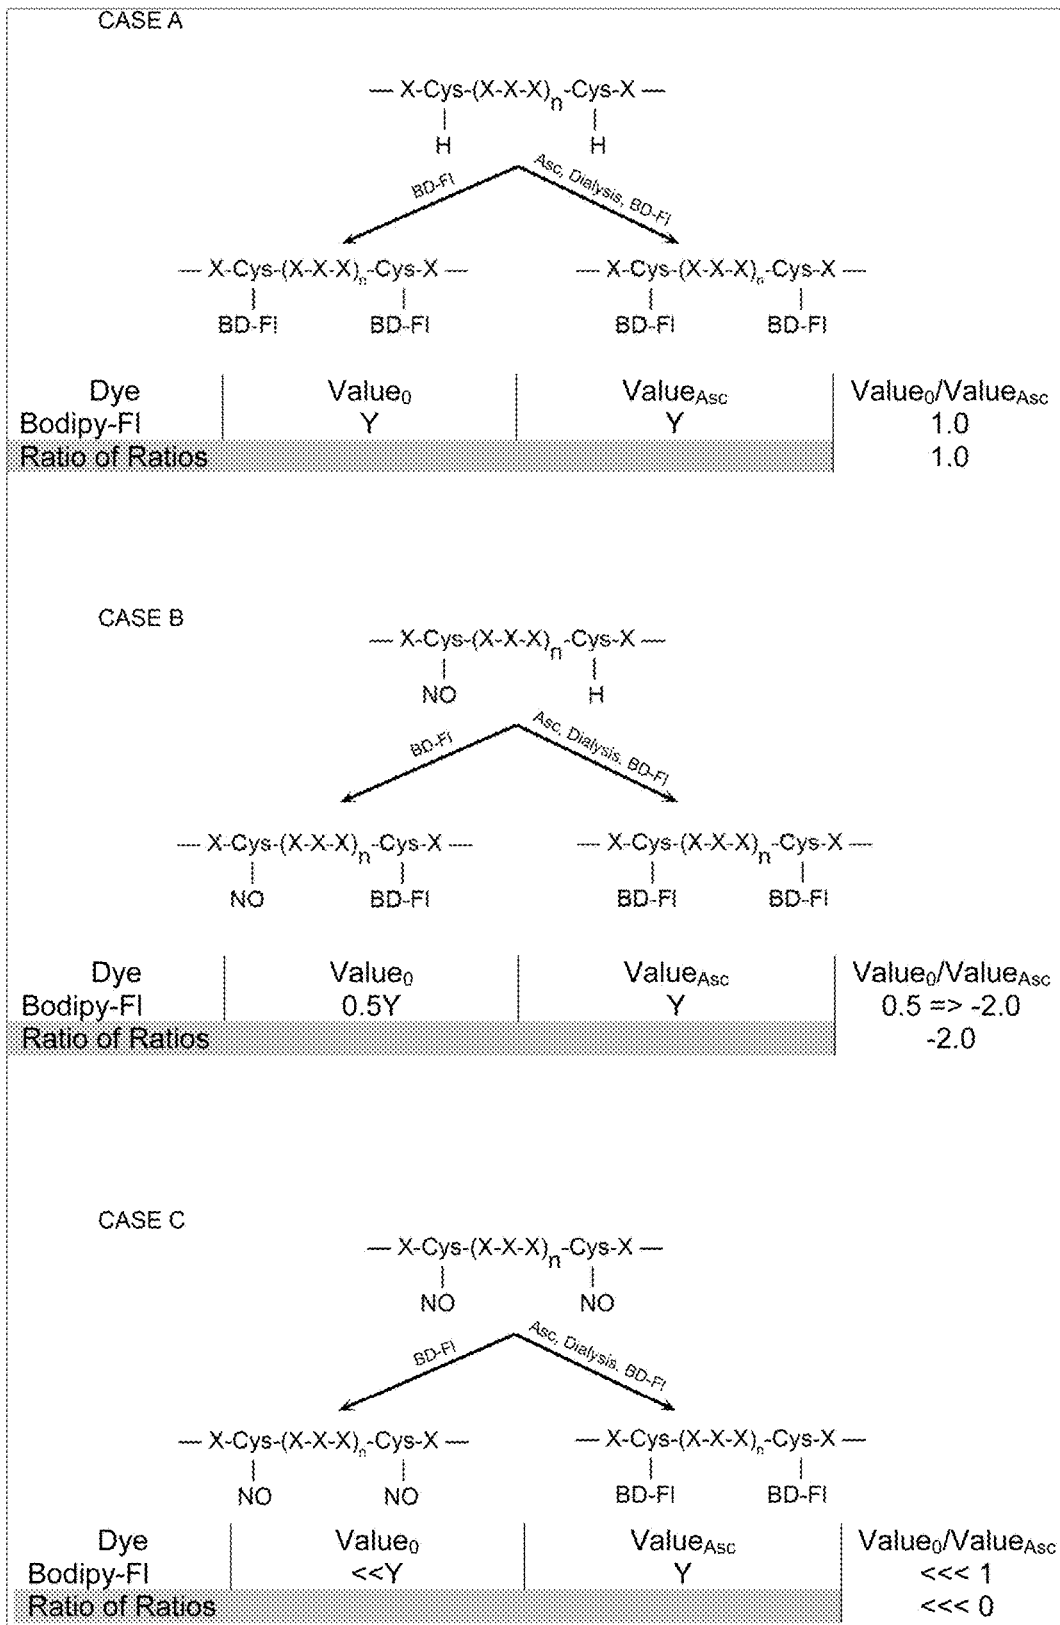 CASE A
— X-Cys-(X-X-X)n-Cys-X —
H H
BD-Fl Asc, Dialysis, BD-Fl
— X-Cys-(X-X-X)n-Cys-X — — X-Cys-(X-X-X)n-Cys-X —
BD-Fl BD-Fl BD-Fl BD-Fl
Dye Value0 ValueAsc Value0/ValueAsc
Bodipy-Fl Y Y 1.0
Ratio of Ratios 1.0
CASE B
— X-Cys-(X-X-X)n-Cys-X —
NO H
BD-Fl Asc, Dialysis, BD-Fl
— X-Cys-(X-X-X)n-Cys-X — — X-Cys-(X-X-X)n-Cys-X —
NO BD-Fl BD-Fl BD-Fl
Dye Value0 ValueAsc Value0/ValueAsc
Bodipy-Fl 0.5Y Y 0.5 => -2.0
Ratio of Ratios -2.0
CASE C
— X-Cys-(X-X-X)n-Cys-X —
NO NO
BD-Fl Asc, Dialysis, BD-Fl
— X-Cys-(X-X-X)n-Cys-X — — X-Cys-(X-X-X)n-Cys-X —
NO NO BD-Fl BD-Fl
Dye Value0 ValueAsc Value0/ValueAsc
Bodipy-Fl <<Y Y <<< 1
Ratio of Ratios <<< 0